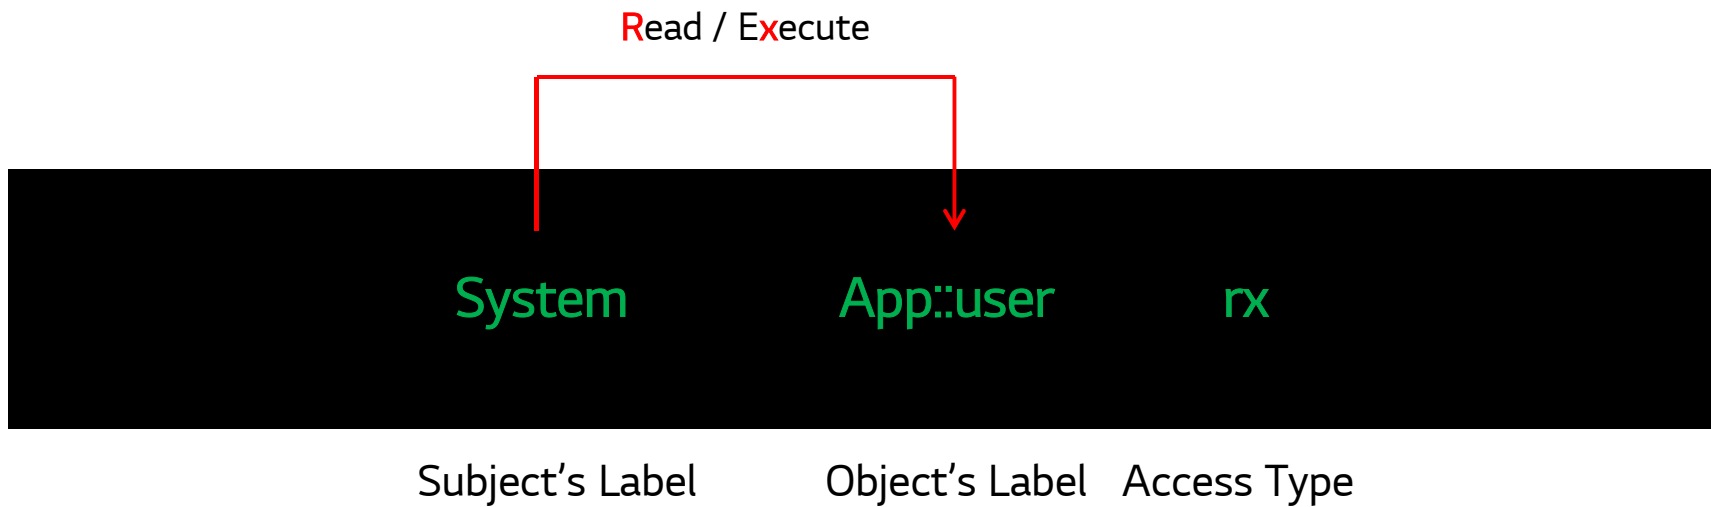 Read / Execute
System App::user rx
Subject’s Label Object’s Label Access Type